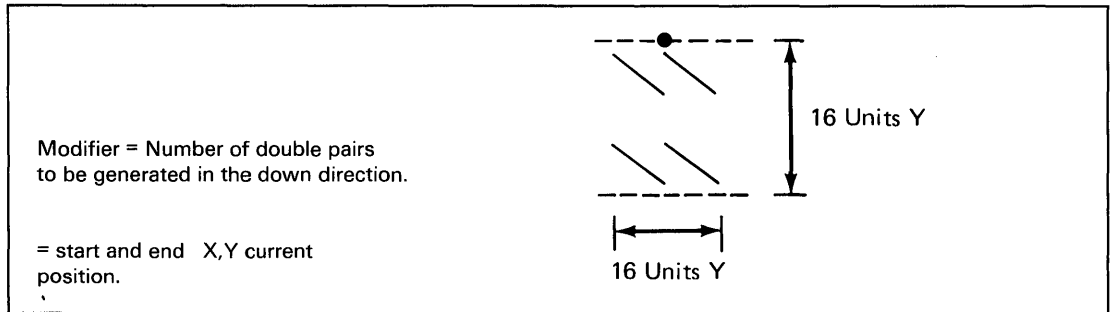 16 Units Y
Modifier = Number of double pairs
to be generated in the down direction.
= start and end X,Y current
position.
16 Units Y